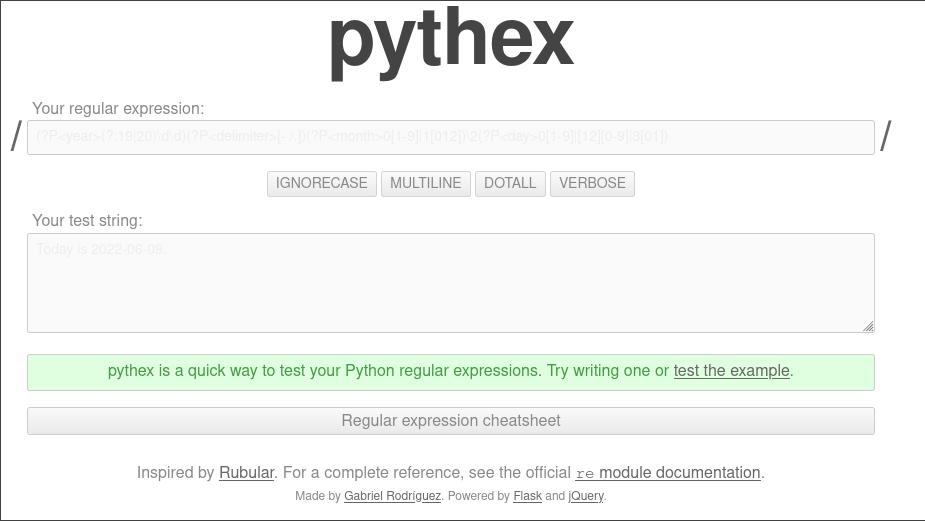 pythex
Your regular expression:
/ (?P<year>(?:19|20)\d\d)(?P<delimiter>[- /.])(?P<month>0[1-9]|1[012])\2(?P<day>0[1-9]|[12][0-9]|3[01]) /
IGNORECASE MULTILINE DOTALL VERBOSE
Your test string:
Today is 2022-06-09.
pythex is a quick way to test your Python regular expressions. Try writing one or test the example.
Regular expression cheatsheet
Inspired by Rubular. For a complete reference, see the official re module documentation.
Made by Gabriel Rodríguez. Powered by Flask and jQuery.